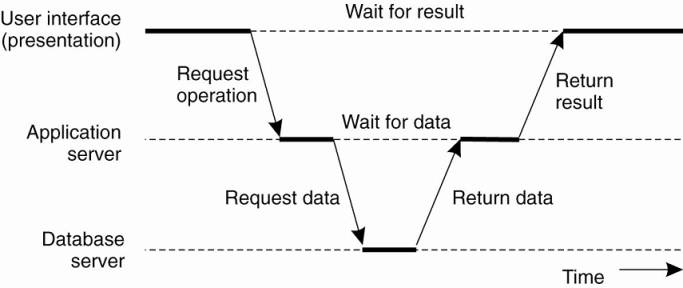 User interface
(presentation)
Wait for result
Request
operation
Return
result
Application
server
Wait for data
Request data
Return data
Database
server
Time